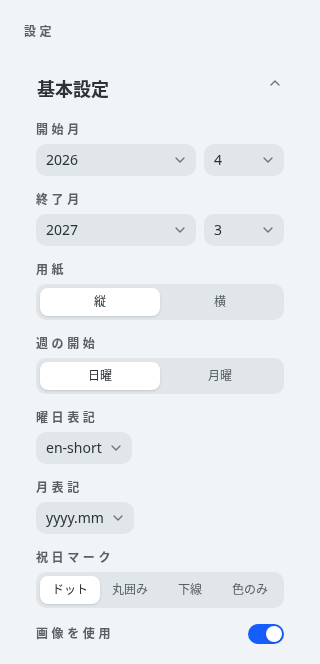 設定
基本設定
開始月
2026 4
終了月
2027 3
用紙
縦 横
週の開始
日曜 月曜
曜日表記
en-short
月表記
yyyy.mm
祝日マーク
ドット 丸囲み 下線 色のみ
画像を使用